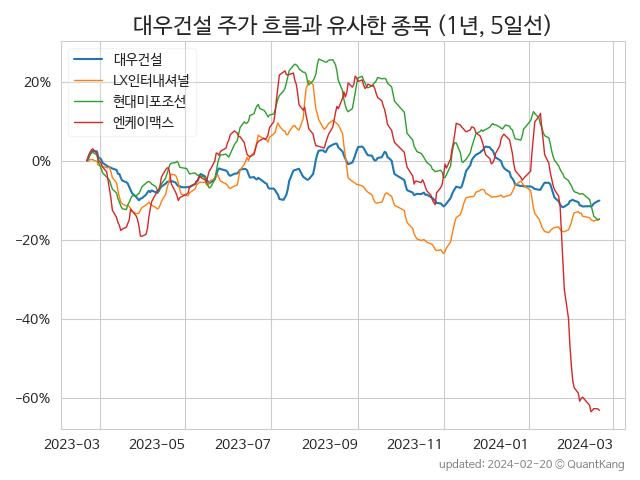 대우건설 주가 흐름과 유사한 종목 (1년, 5일선)
대우건설
LX인터내셔널
현대미포조선
엔케이맥스
20%
0%
−20%
−40%
−60%
2023-03 2023-05 2023-07 2023-09 2023-11 2024-01 2024-03
updated: 2024-02-20 © QuantKang